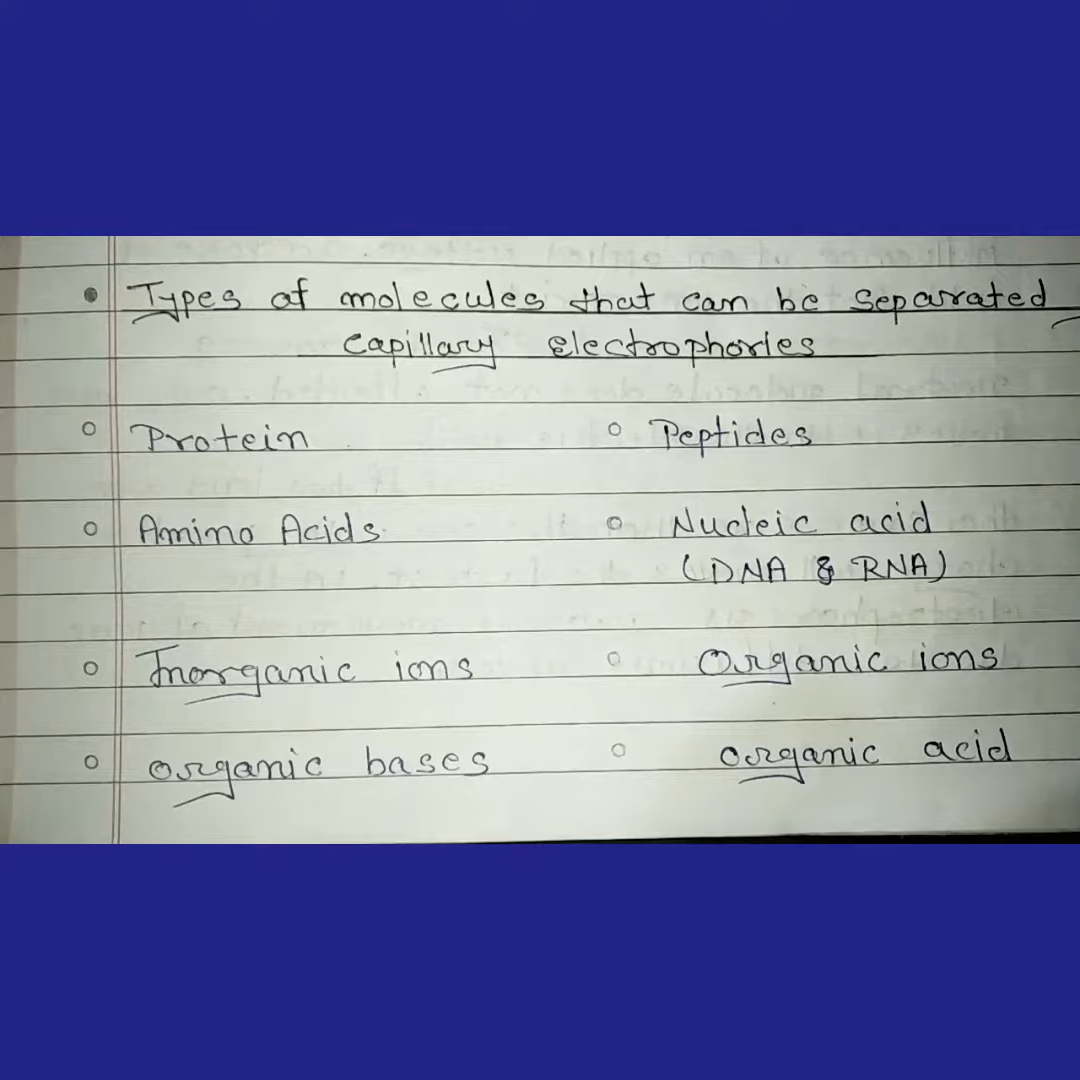 • Types of molecules that can be separated
capillary electrophories
○ Protein ○ Peptides
○ Amino Acids. ○ Nucleic acid
(DNA & RNA)
○ Inorganic ions ○ Organic ions
○ organic bases ○ organic acid